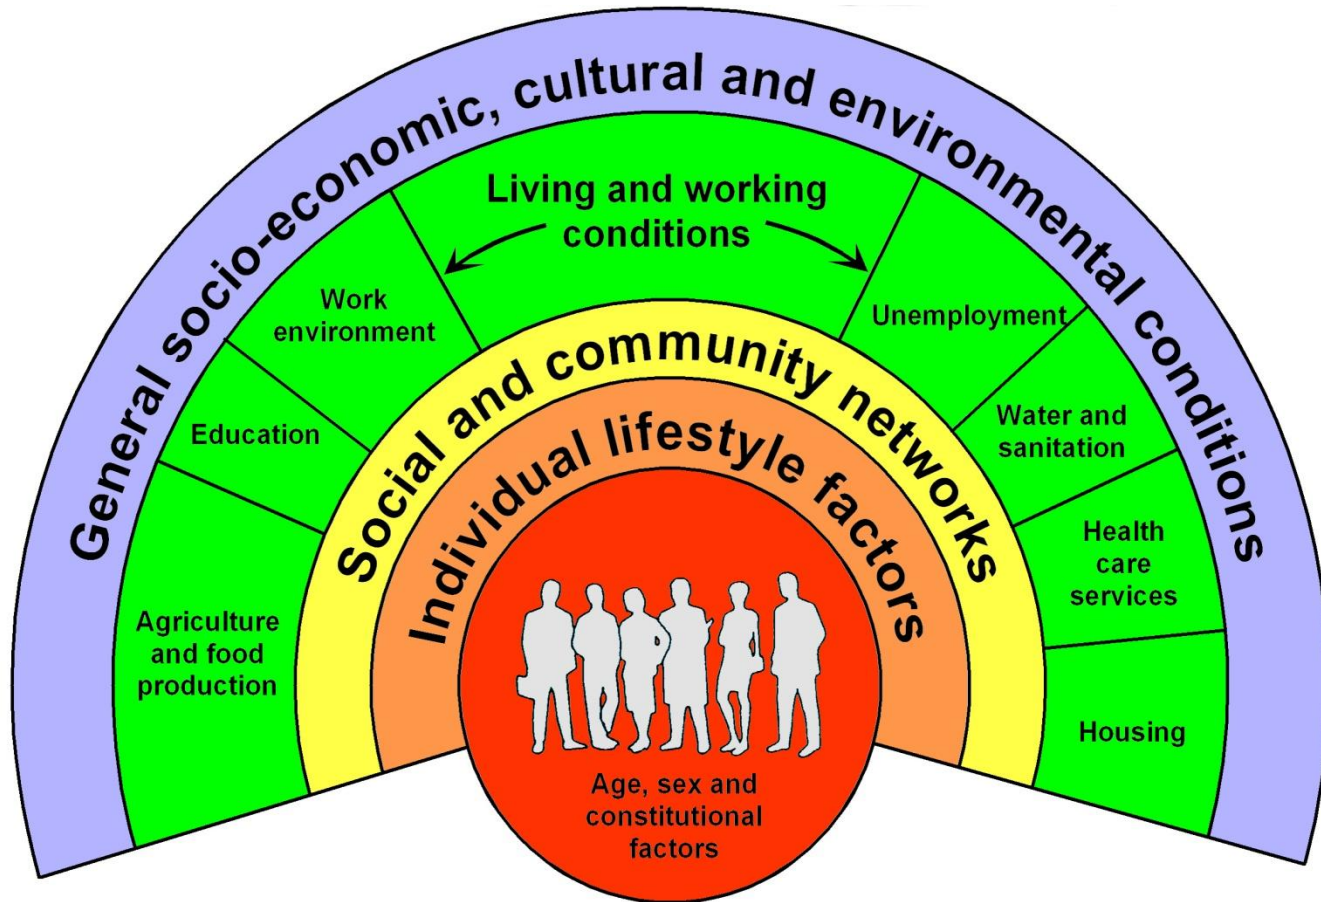 General socio-economic, cultural and environmental conditions
Living and working
conditions
Work
environment
Unemployment
Education
Water and
sanitation
Agriculture
and food
production
Health
care
services
Housing
Social and community networks
Individual lifestyle factors
Age, sex and
constitutional
factors